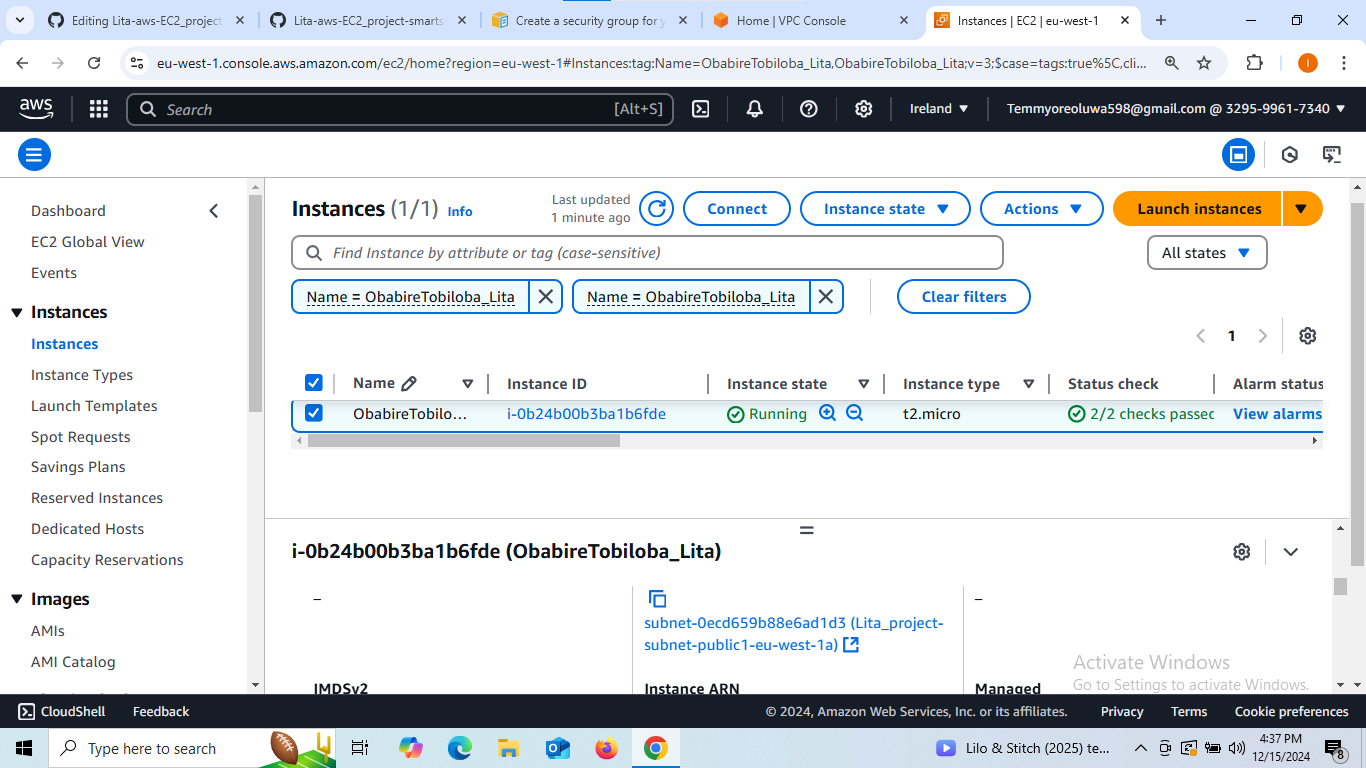 Editing Lita-aws-EC2_project
Lita-aws-EC2_project-smarts
Create a security group for y
Home | VPC Console
Instances | EC2 | eu-west-1
eu-west-1.console.aws.amazon.com/ec2/home?region=eu-west-1#Instances:tag:Name=ObabireTobiloba_Lita,ObabireTobiloba_Lita;v=3;$case=tags:true%5C,cli...
I
aws
Search
[Alt+S]
Ireland
Temmyoreoluwa598@gmail.com @ 3295-9961-7340
Dashboard
EC2 Global View
Events
Instances
Instances
Instance Types
Launch Templates
Spot Requests
Savings Plans
Reserved Instances
Dedicated Hosts
Capacity Reservations
Images
AMIs
AMI Catalog
Instances (1/1) Info
Last updated
1 minute ago
Connect
Instance state
Actions
Launch instances
Find Instance by attribute or tag (case-sensitive)
All states
Name = ObabireTobiloba_Lita
Name = ObabireTobiloba_Lita
Clear filters
1
Name
Instance ID
Instance state
Instance type
Status check
Alarm status
ObabireTobilo...
i-0b24b00b3ba1b6fde
Running
t2.micro
2/2 checks passed
View alarms
i-0b24b00b3ba1b6fde (ObabireTobiloba_Lita)
–
subnet-0ecd659b88e6ad1d3 (Lita_project-
subnet-public1-eu-west-1a)
–
IMDSv2
Instance ARN
Managed
Activate Windows
Go to Settings to activate Windows.
CloudShell
Feedback
© 2024, Amazon Web Services, Inc. or its affiliates.
Privacy
Terms
Cookie preferences
Type here to search
Lilo & Stitch (2025) te...
4:37 PM
12/15/2024
8